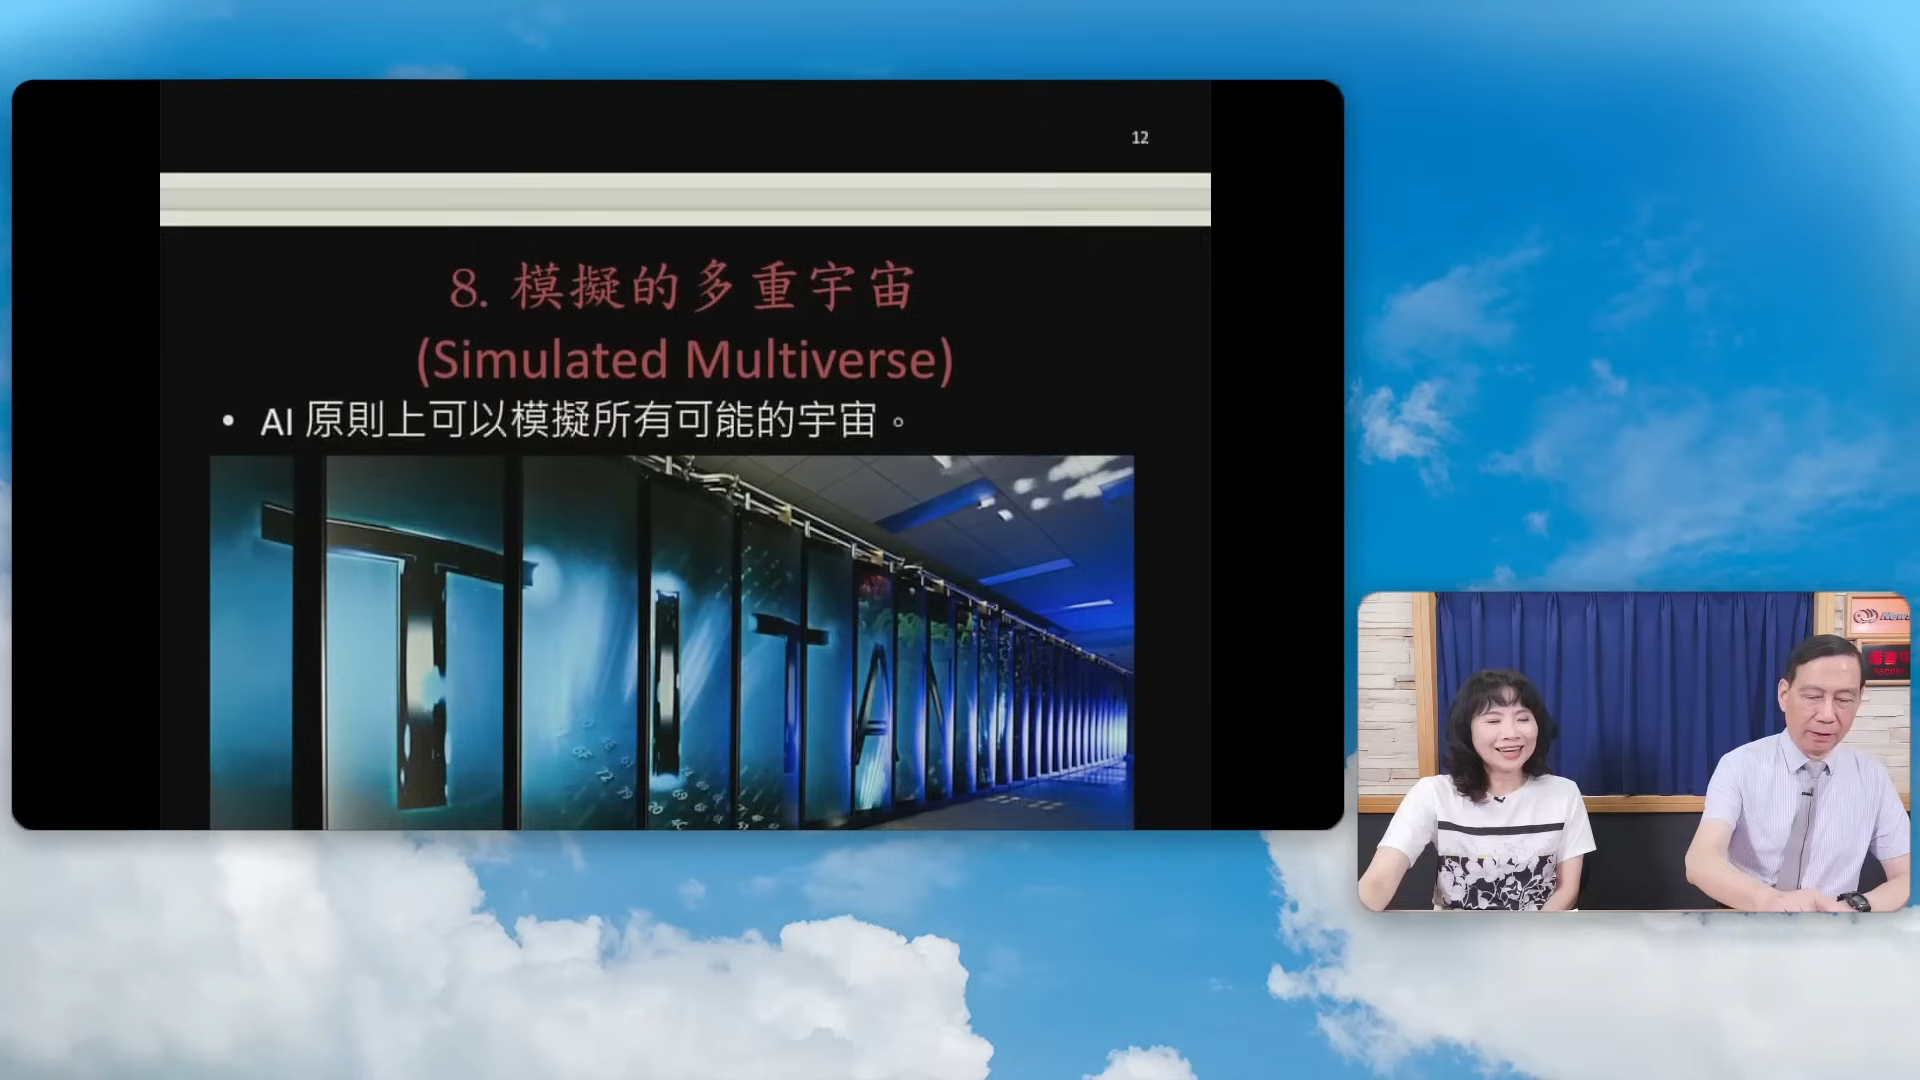 12
8. 模擬的多重宇宙
(Simulated Multiverse)
• AI 原則上可以模擬所有可能的宇宙。
TITAN
News